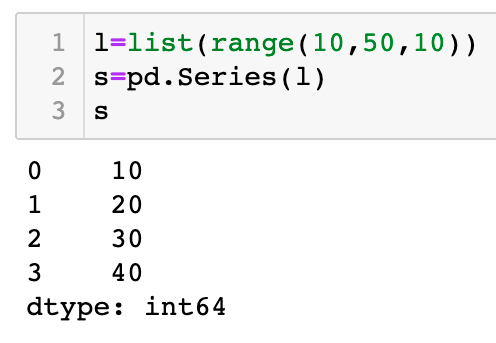 1 l=list(range(10,50,10))
2 s=pd.Series(l)
3 s
0 10
1 20
2 30
3 40
dtype: int64